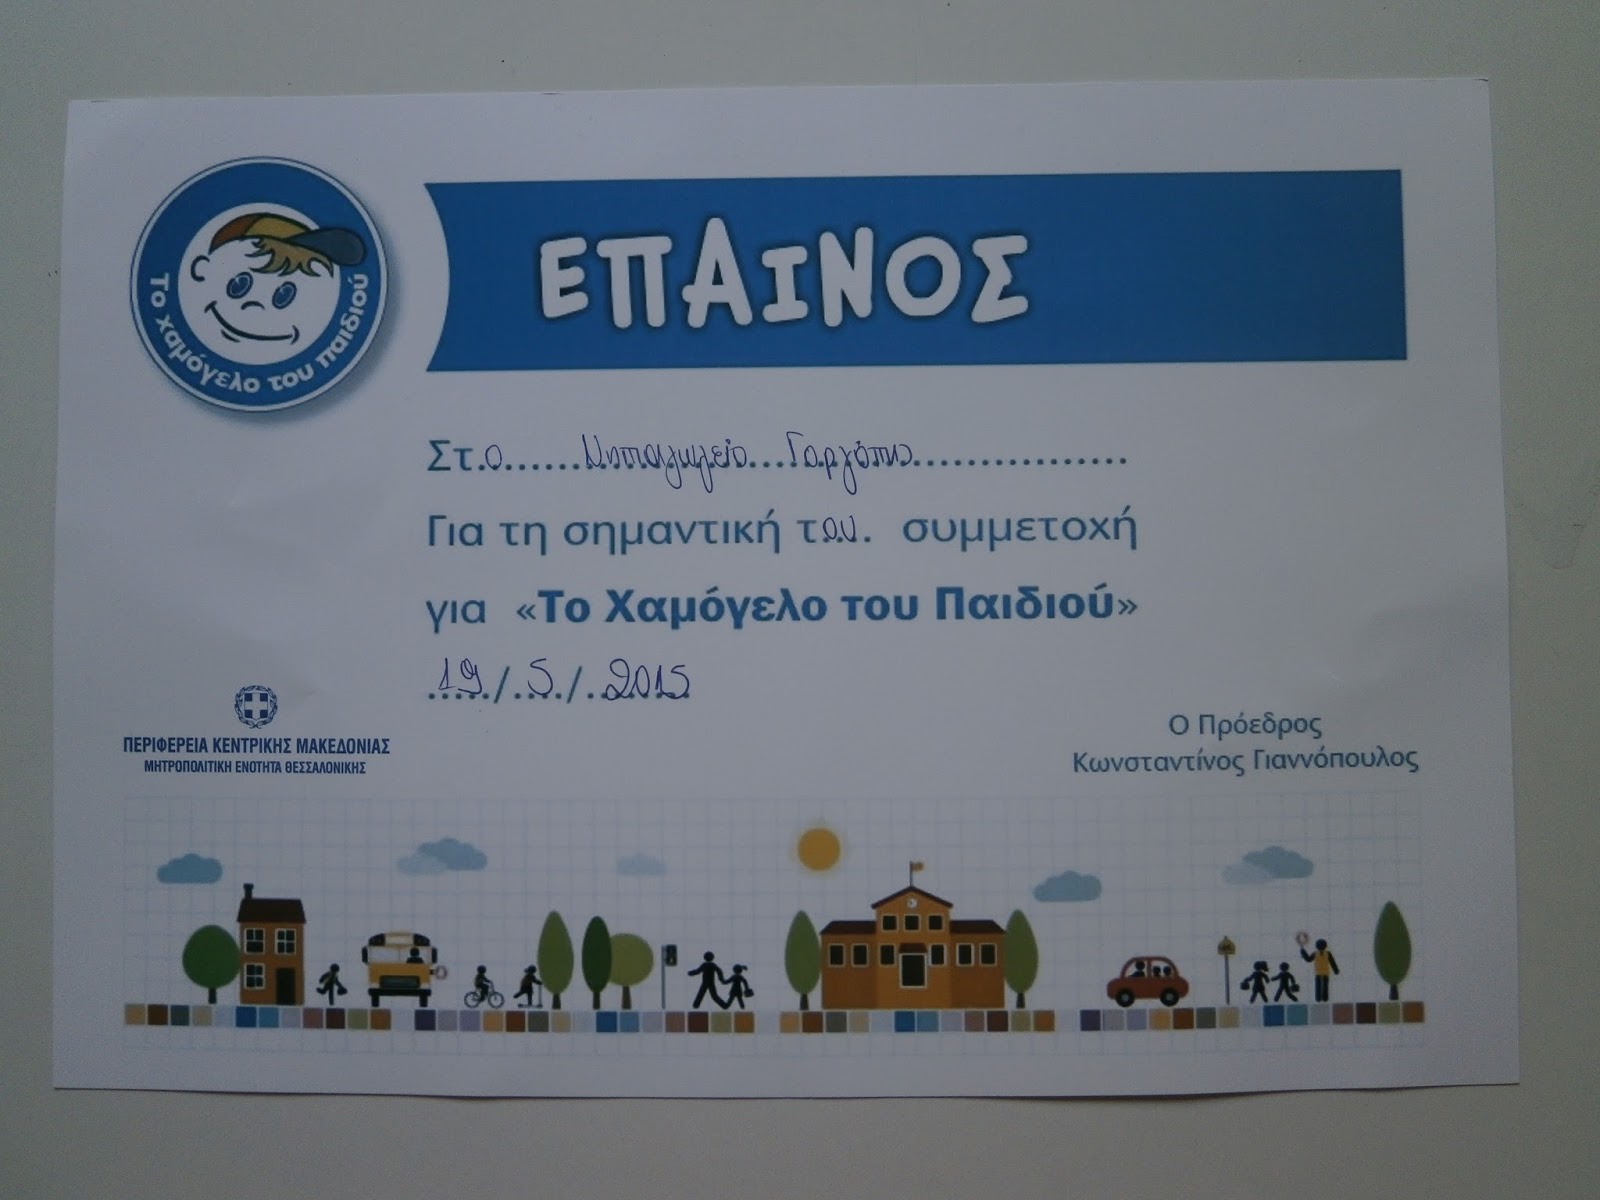 Το χαμόγελο του παιδιού
ΕΠΑΙΝΟΣ
Στ.ο......Νηπιαγωγείο....Γοργόπης.................
Για τη σημαντική του. συμμετοχή
για «Το Χαμόγελο του Παιδιού»
19/5/2015
ΠΕΡΙΦΕΡΕΙΑ ΚΕΝΤΡΙΚΗΣ ΜΑΚΕΔΟΝΙΑΣ
ΜΗΤΡΟΠΟΛΙΤΙΚΗ ΕΝΟΤΗΤΑ ΘΕΣΣΑΛΟΝΙΚΗΣ
Ο Πρόεδρος
Κωνσταντίνος Γιαννόπουλος